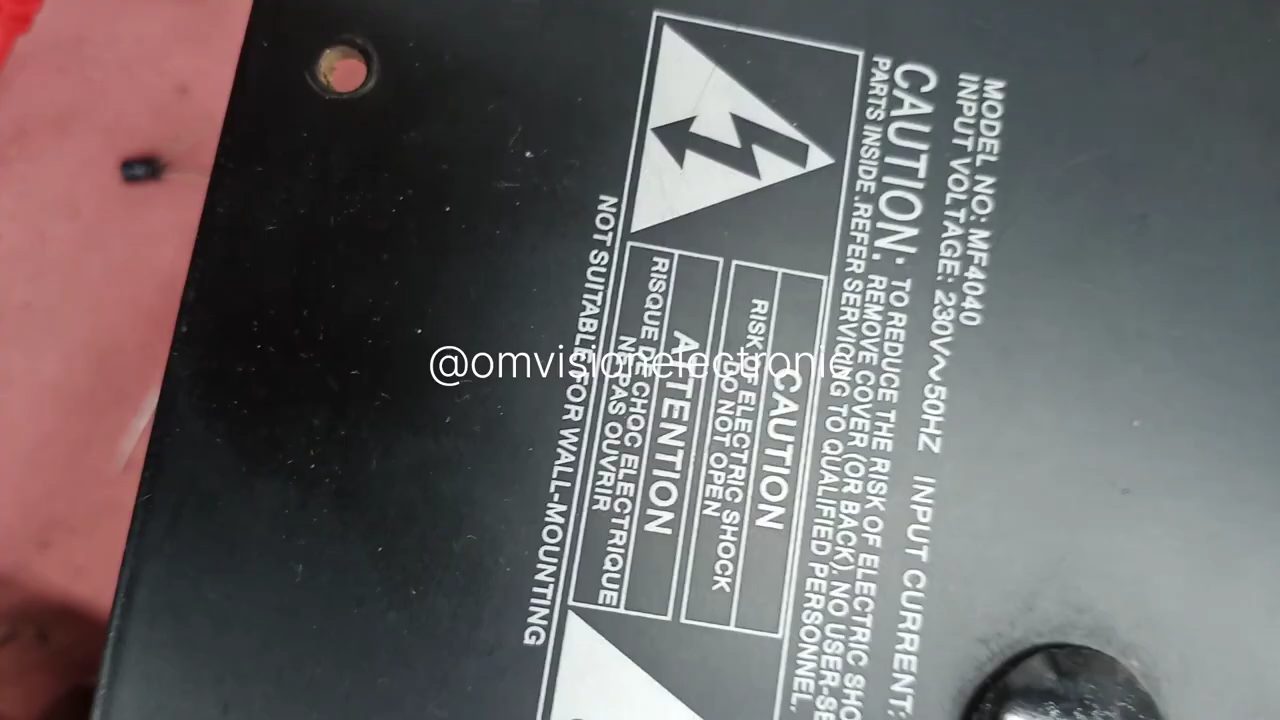 MODEL NO: MF4040
INPUT VOLTAGE: 230V~50HZ INPUT CURRENT:
CAUTION: TO REDUCE THE RISK OF ELECTRIC SHO
. REMOVE COVER (OR BACK). NO USER-SE
PARTS INSIDE. REFER SERVICING TO QUALIFIED PERSONNEL.
CAUTION
RISK OF ELECTRIC SHOCK
DO NOT OPEN
ATTENTION
RISQUE DE CHOC ELECTRIQUE
NE PAS OUVRIR
NOT SUITABLE FOR WALL-MOUNTING
@omvisionelectronic